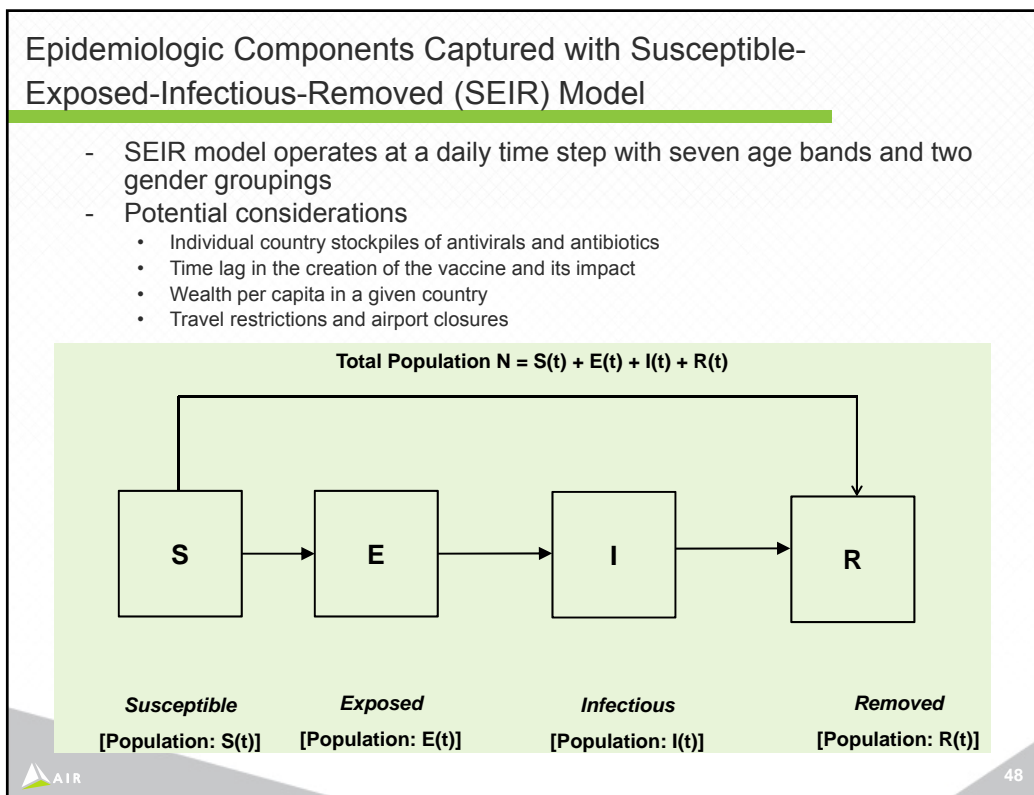 Epidemiologic Components Captured with Susceptible-
Exposed-Infectious-Removed (SEIR) Model
- SEIR model operates at a daily time step with seven age bands and two
gender groupings
- Potential considerations
• Individual country stockpiles of antivirals and antibiotics
• Time lag in the creation of the vaccine and its impact
• Wealth per capita in a given country
• Travel restrictions and airport closures
Total Population N = S(t) + E(t) + I(t) + R(t)
S E I R
Susceptible Exposed Infectious Removed
[Population: S(t)] [Population: E(t)] [Population: I(t)] [Population: R(t)]
AIR 48